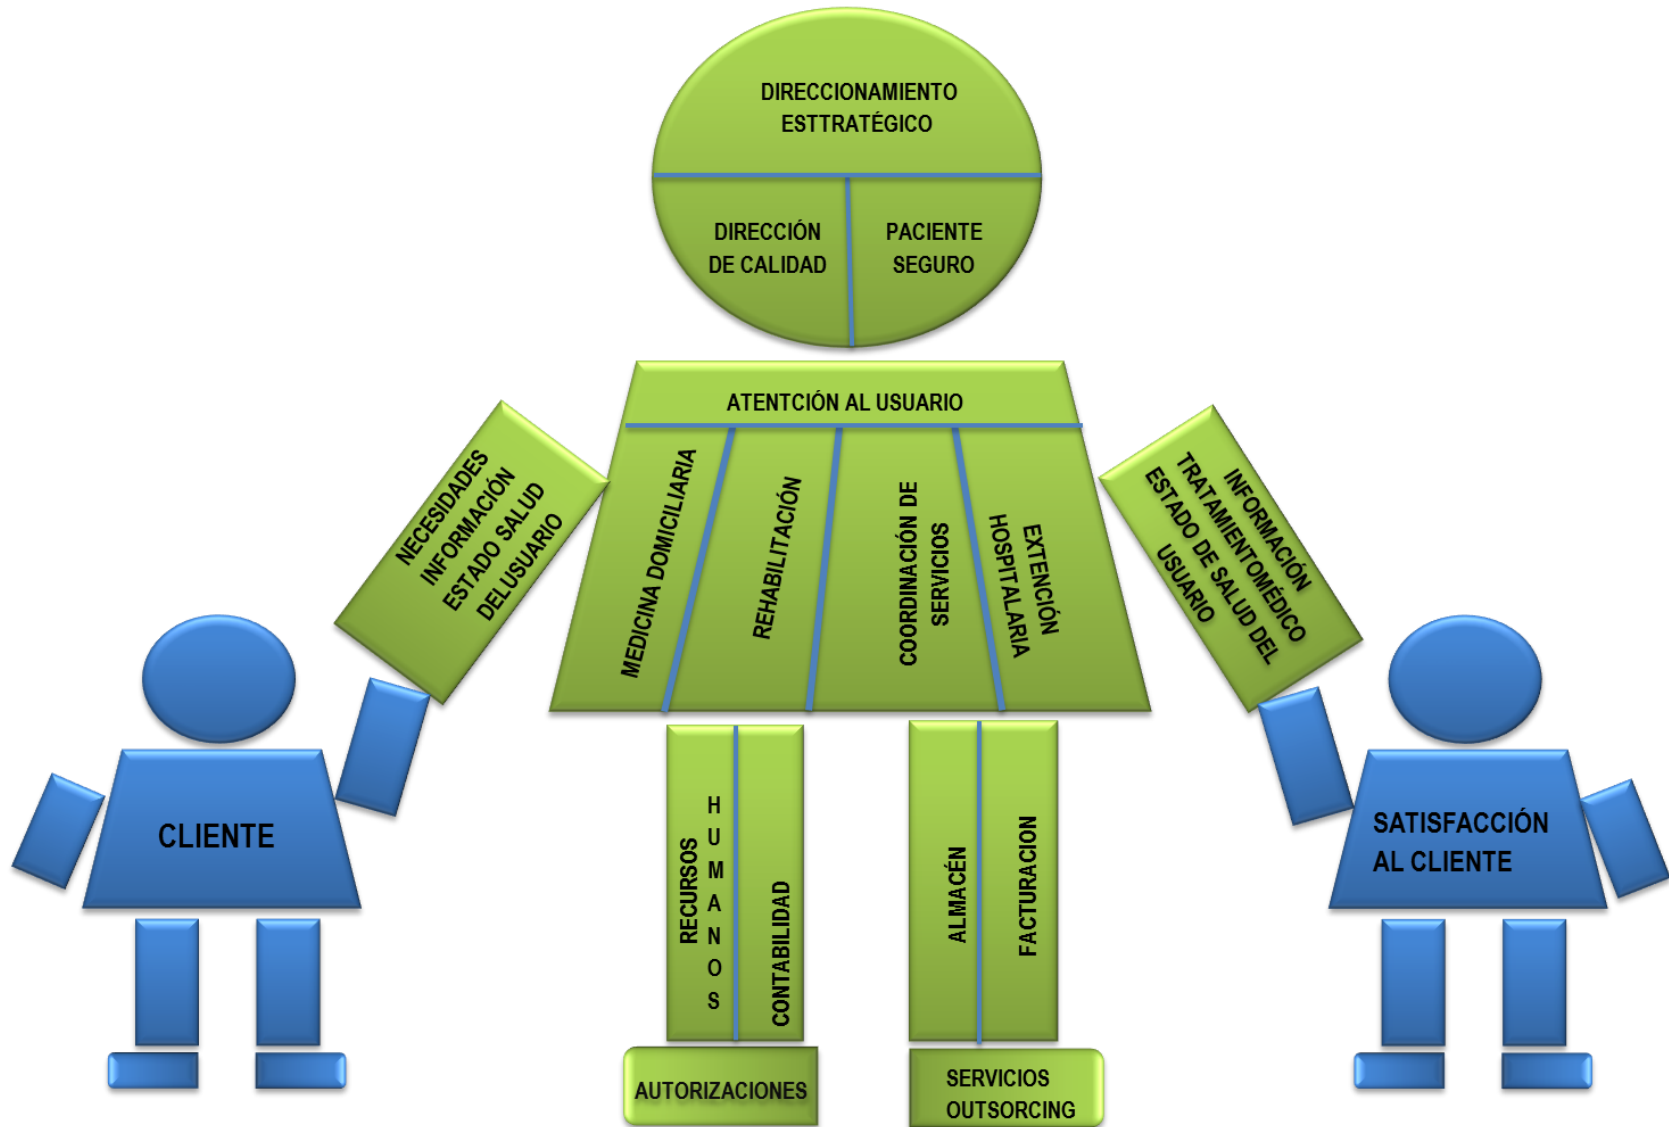 DIRECCIONAMIENTO
ESTTRATÉGICO
DIRECCIÓN
DE CALIDAD
PACIENTE
SEGURO
ATENTCIÓN AL USUARIO
NECESIDADES
INFORMACIÓN
ESTADO SALUD
DEL USUARIO
MEDICINA DOMICILIARIA
REHABILITACIÓN
COORDINACIÓN DE
SERVICIOS
EXTENCIÓN
HOSPITALARIA
INFORMACIÓN
TRATAMIENTOMÉDICO
ESTADO DE SALUD DEL
USUARIO
CLIENTE
RECURSOS
HUMANOS
CONTABILIDAD
ALMACÉN
FACTURACION
SATISFACCIÓN
AL CLIENTE
AUTORIZACIONES
SERVICIOS
OUTSORCING